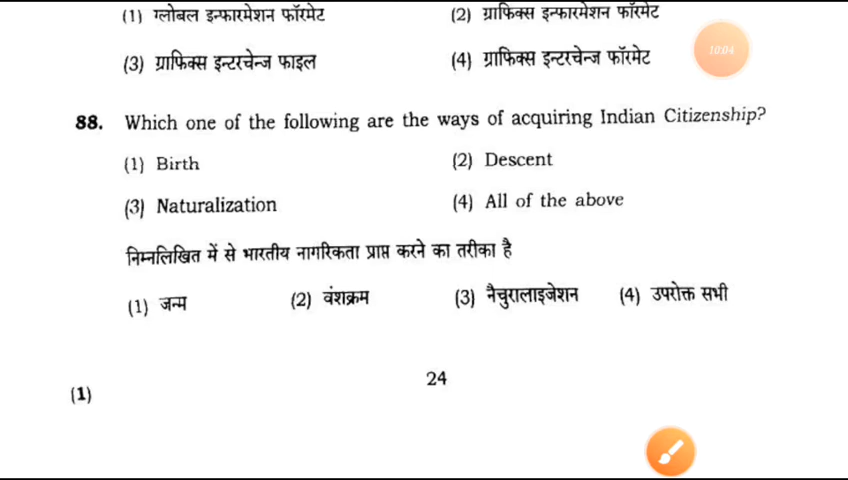 (1) ग्लोबल इन्फारमेशन फॉरमेट (2) ग्राफिक्स इन्फारमेशन फॉरमेट
10:04
(3) ग्राफिक्स इन्टरचेन्ज फाइल (4) ग्राफिक्स इन्टरचेन्ज फॉरमेट
88. Which one of the following are the ways of acquiring Indian Citizenship?
(1) Birth (2) Descent
(3) Naturalization (4) All of the above
निम्नलिखित में से भारतीय नागरिकता प्राप्त करने का तरीका है
(1) जन्म (2) वंशक्रम (3) नैचुरालाइजेशन (4) उपरोक्त सभी
24
(1)